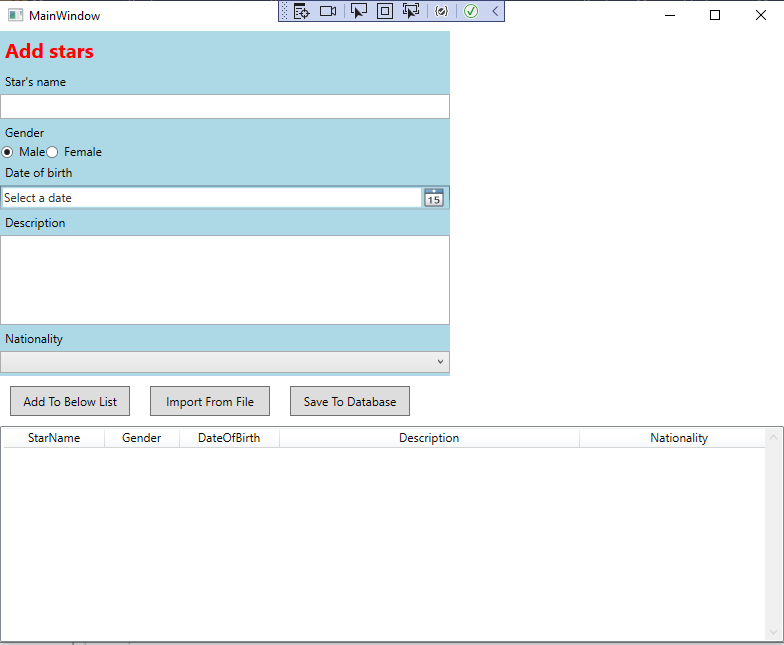 MainWindow
Add stars
Star's name
Gender
Male Female
Date of birth
Select a date 15
Description
Nationality
Add To Below List Import From File Save To Database
StarName Gender DateOfBirth Description Nationality